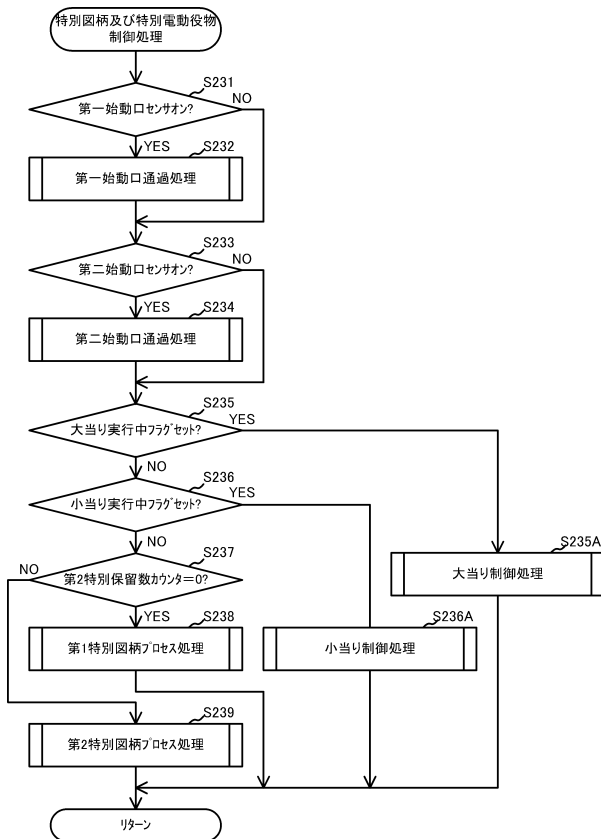 特別図柄及び特別電動役物
制御処理
S231
第一始動口センサオン?
NO
YES
S232
第一始動口通過処理
S233
第二始動口センサオン?
NO
YES
S234
第二始動口通過処理
S235
大当り実行中フラグセット?
YES
NO
S236
小当り実行中フラグセット?
YES
NO
S237
第2特別保留数カウンタ=0?
NO
YES
S235A
大当り制御処理
S238
第1特別図柄プロセス処理
S236A
小当り制御処理
S239
第2特別図柄プロセス処理
リターン